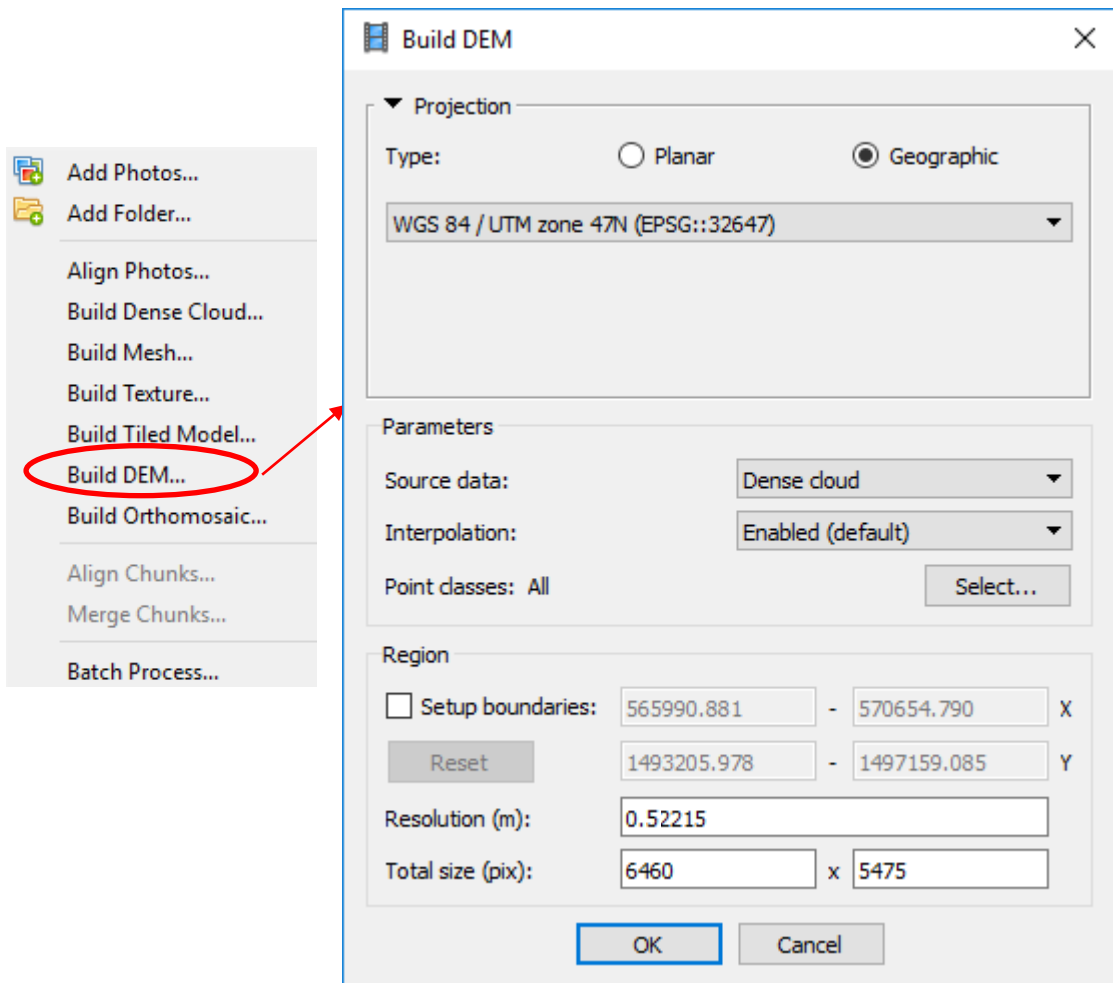 Add Photos...
Add Folder...
Align Photos...
Build Dense Cloud...
Build Mesh...
Build Texture...
Build Tiled Model...
Build DEM...
Build Orthomosaic...
Align Chunks...
Merge Chunks...
Batch Process...
Build DEM
Projection
Type: Planar Geographic
WGS 84 / UTM zone 47N (EPSG::32647)
Parameters
Source data: Dense cloud
Interpolation: Enabled (default)
Point classes: All Select...
Region
Setup boundaries: 565990.881 - 570654.790 X
Reset 1493205.978 - 1497159.085 Y
Resolution (m): 0.52215
Total size (pix): 6460 x 5475
OK Cancel